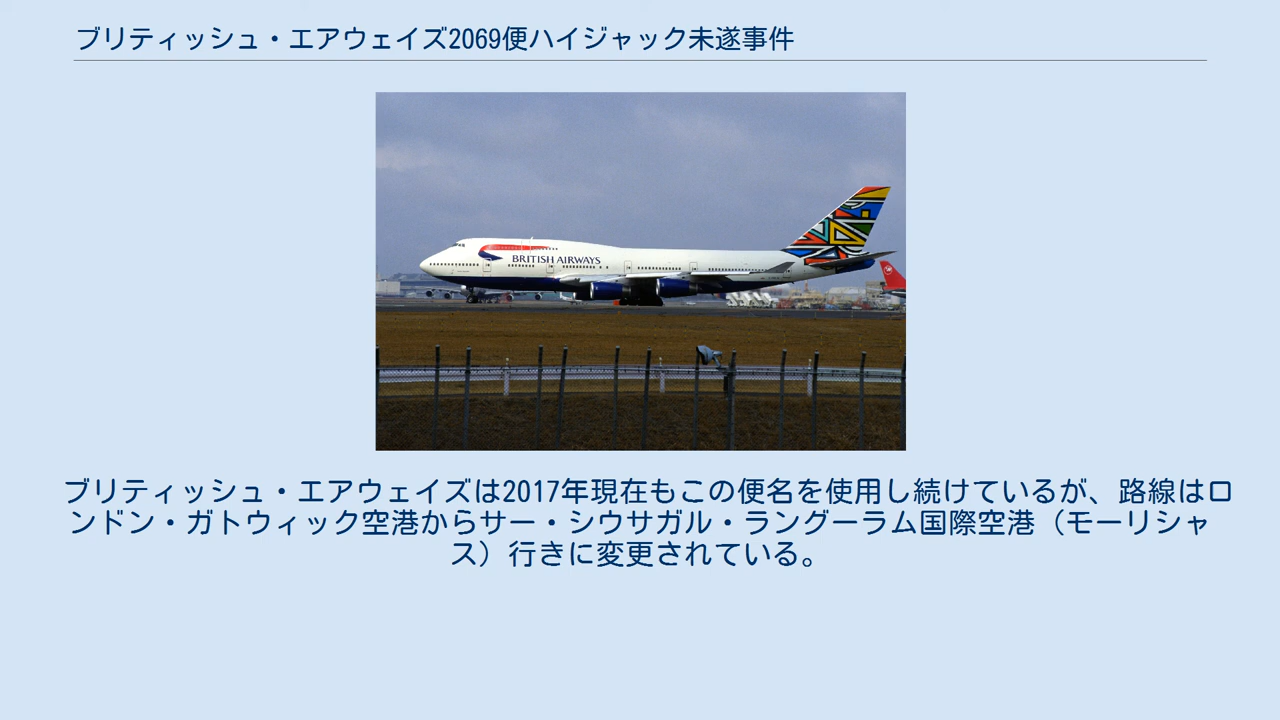 ブリティッシュ・エアウェイズ2069便ハイジャック未遂事件
BRITISH AIRWAYS
ブリティッシュ・エアウェイズは2017年現在もこの便名を使用し続けているが、路線はロ
ンドン・ガトウィック空港からサー・シウサガル・ラングーラム国際空港（モーリシャ
ス）行きに変更されている。